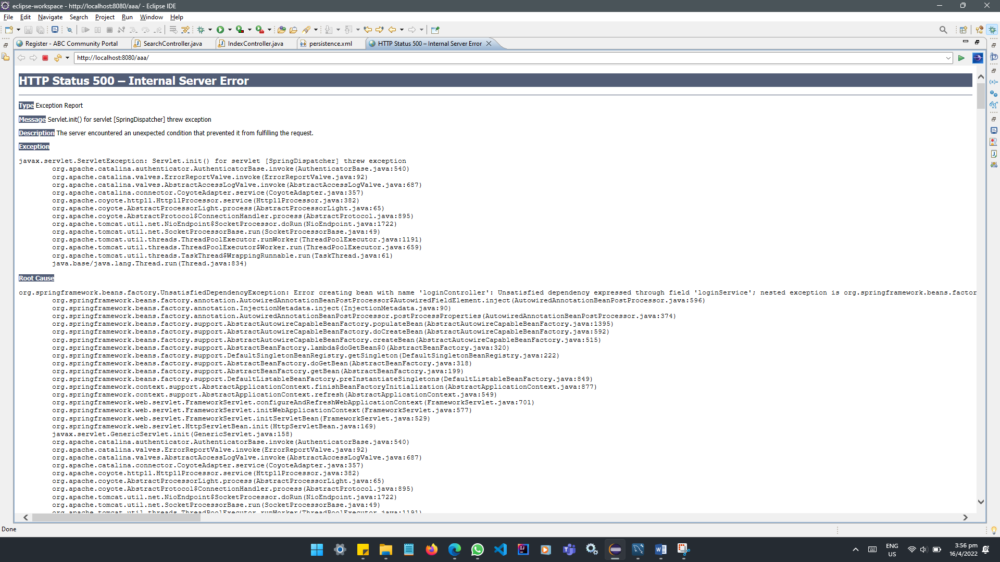 eclipse-workspace - http://localhost:8080/aaa/ - Eclipse IDE
File Edit Navigate Search Project Run Window Help
Register - ABC Community Portal SearchController.java IndexController.java persistence.xml HTTP Status 500 – Internal Server Error
http://localhost:8080/aaa/
HTTP Status 500 – Internal Server Error
Type Exception Report
Message Servlet.init() for servlet [SpringDispatcher] threw exception
Description The server encountered an unexpected condition that prevented it from fulfilling the request.
Exception
javax.servlet.ServletException: Servlet.init() for servlet [SpringDispatcher] threw exception
org.apache.catalina.authenticator.AuthenticatorBase.invoke(AuthenticatorBase.java:540)
org.apache.catalina.valves.ErrorReportValve.invoke(ErrorReportValve.java:92)
org.apache.catalina.valves.AbstractAccessLogValve.invoke(AbstractAccessLogValve.java:687)
org.apache.catalina.connector.CoyoteAdapter.service(CoyoteAdapter.java:357)
org.apache.coyote.http11.Http11Processor.service(Http11Processor.java:382)
org.apache.coyote.AbstractProcessorLight.process(AbstractProcessorLight.java:65)
org.apache.coyote.AbstractProtocol$ConnectionHandler.process(AbstractProtocol.java:895)
org.apache.tomcat.util.net.NioEndpoint$SocketProcessor.doRun(NioEndpoint.java:1722)
org.apache.tomcat.util.net.SocketProcessorBase.run(SocketProcessorBase.java:49)
org.apache.tomcat.util.threads.ThreadPoolExecutor.runWorker(ThreadPoolExecutor.java:1191)
org.apache.tomcat.util.threads.ThreadPoolExecutor$Worker.run(ThreadPoolExecutor.java:659)
org.apache.tomcat.util.threads.TaskThread$WrappingRunnable.run(TaskThread.java:61)
java.base/java.lang.Thread.run(Thread.java:834)
Root Cause
org.springframework.beans.factory.UnsatisfiedDependencyException: Error creating bean with name 'loginController': Unsatisfied dependency expressed through field 'loginService'; nested exception is org.springframework.beans.factor
org.springframework.beans.factory.annotation.AutowiredAnnotationBeanPostProcessor$AutowiredFieldElement.inject(AutowiredAnnotationBeanPostProcessor.java:596)
org.springframework.beans.factory.annotation.InjectionMetadata.inject(InjectionMetadata.java:90)
org.springframework.beans.factory.annotation.AutowiredAnnotationBeanPostProcessor.postProcessProperties(AutowiredAnnotationBeanPostProcessor.java:374)
org.springframework.beans.factory.support.AbstractAutowireCapableBeanFactory.populateBean(AbstractAutowireCapableBeanFactory.java:1395)
org.springframework.beans.factory.support.AbstractAutowireCapableBeanFactory.doCreateBean(AbstractAutowireCapableBeanFactory.java:592)
org.springframework.beans.factory.support.AbstractAutowireCapableBeanFactory.createBean(AbstractAutowireCapableBeanFactory.java:515)
org.springframework.beans.factory.support.AbstractBeanFactory.lambda$doGetBean$0(AbstractBeanFactory.java:320)
org.springframework.beans.factory.support.DefaultSingletonBeanRegistry.getSingleton(DefaultSingletonBeanRegistry.java:222)
org.springframework.beans.factory.support.AbstractBeanFactory.doGetBean(AbstractBeanFactory.java:318)
org.springframework.beans.factory.support.AbstractBeanFactory.getBean(AbstractBeanFactory.java:199)
org.springframework.beans.factory.support.DefaultListableBeanFactory.preInstantiateSingletons(DefaultListableBeanFactory.java:849)
org.springframework.context.support.AbstractApplicationContext.finishBeanFactoryInitialization(AbstractApplicationContext.java:877)
org.springframework.context.support.AbstractApplicationContext.refresh(AbstractApplicationContext.java:549)
org.springframework.web.servlet.FrameworkServlet.configureAndRefreshWebApplicationContext(FrameworkServlet.java:701)
org.springframework.web.servlet.FrameworkServlet.initWebApplicationContext(FrameworkServlet.java:577)
org.springframework.web.servlet.FrameworkServlet.initServletBean(FrameworkServlet.java:529)
org.springframework.web.servlet.HttpServletBean.init(HttpServletBean.java:169)
javax.servlet.GenericServlet.init(GenericServlet.java:158)
org.apache.catalina.authenticator.AuthenticatorBase.invoke(AuthenticatorBase.java:540)
org.apache.catalina.valves.ErrorReportValve.invoke(ErrorReportValve.java:92)
org.apache.catalina.valves.AbstractAccessLogValve.invoke(AbstractAccessLogValve.java:687)
org.apache.catalina.connector.CoyoteAdapter.service(CoyoteAdapter.java:357)
org.apache.coyote.http11.Http11Processor.service(Http11Processor.java:382)
org.apache.coyote.AbstractProcessorLight.process(AbstractProcessorLight.java:65)
org.apache.coyote.AbstractProtocol$ConnectionHandler.process(AbstractProtocol.java:895)
org.apache.tomcat.util.net.NioEndpoint$SocketProcessor.doRun(NioEndpoint.java:1722)
org.apache.tomcat.util.net.SocketProcessorBase.run(SocketProcessorBase.java:49)
org.apache.tomcat.util.threads.ThreadPoolExecutor.runWorker(ThreadPoolExecutor.java:1191)
Done
ENG
US
3:56 pm
16/4/2022